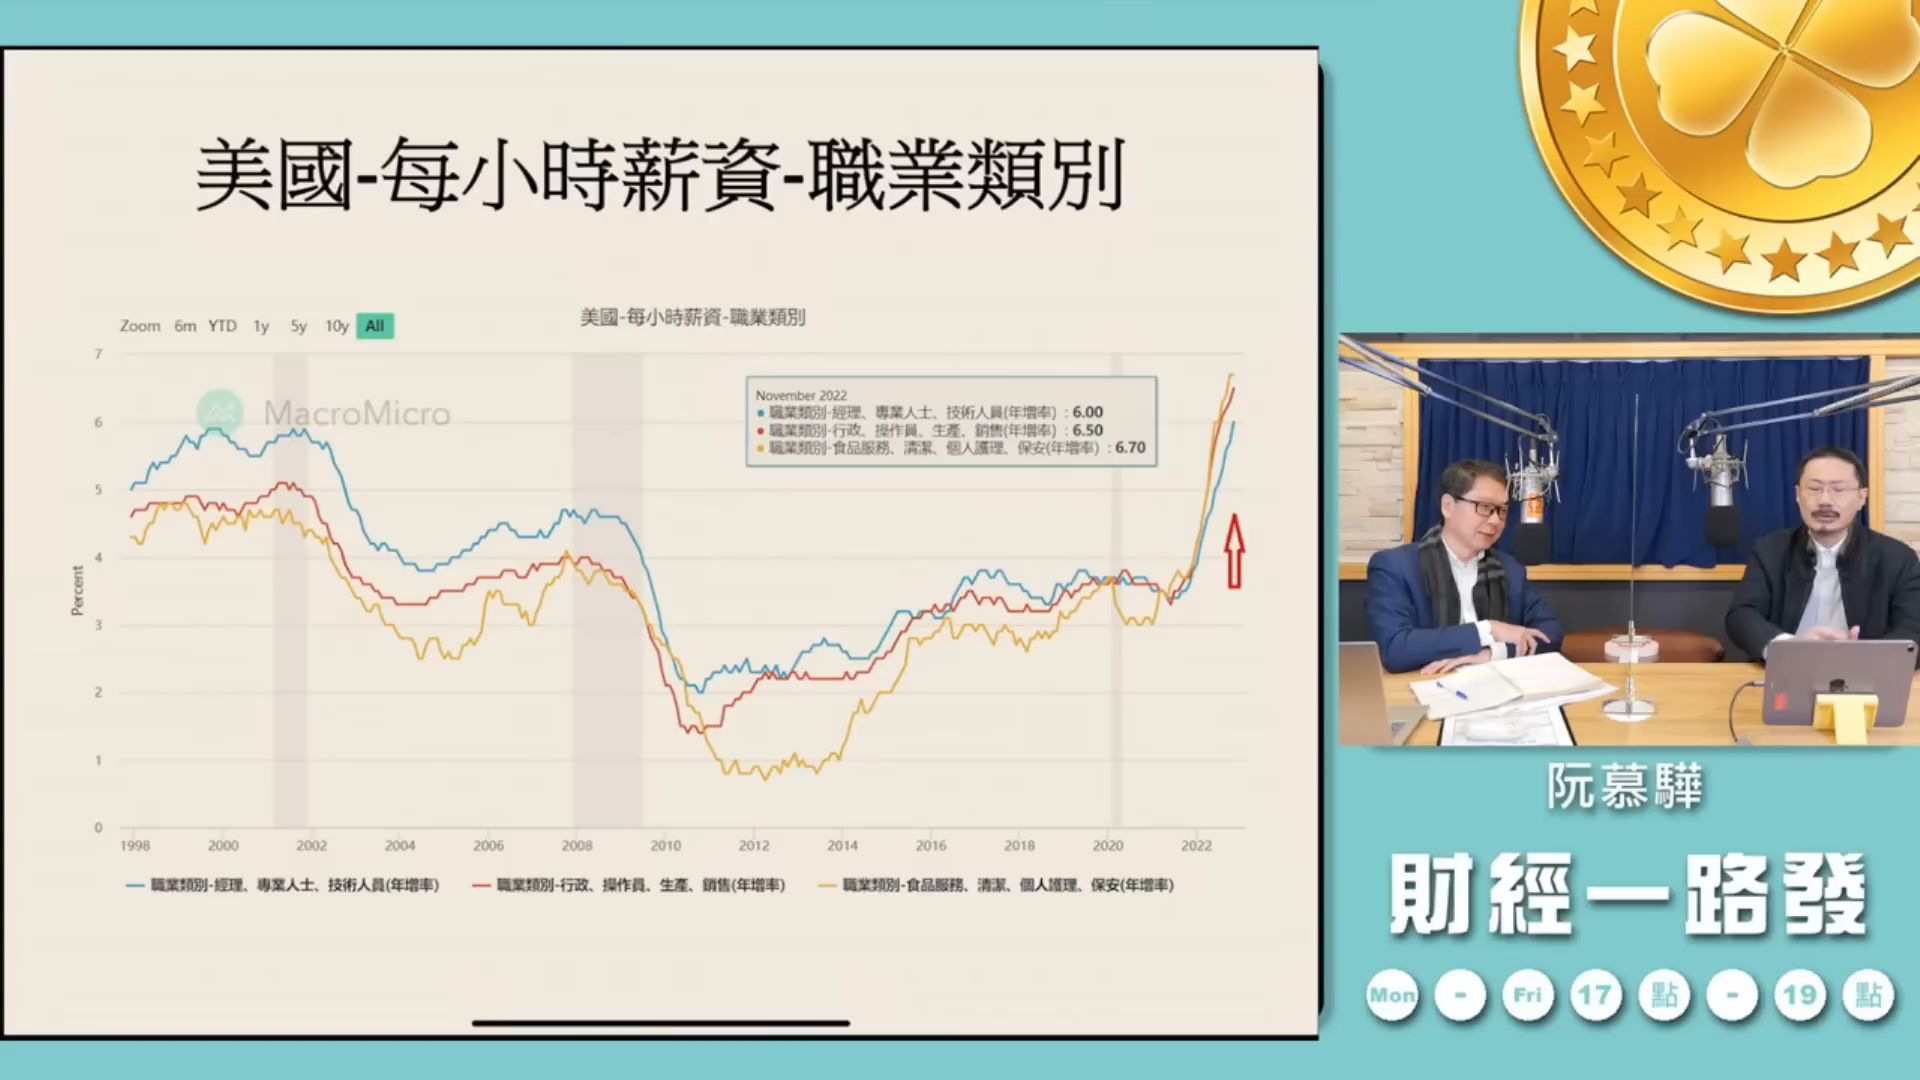 美國-每小時薪資-職業類別
美國-每小時薪資-職業類別
Zoom 6m YTD 1y 5y 10y All
MacroMicro
November 2022
職業類別-經理、專業人士、技術人員(年增率) : 6.00
職業類別-行政、操作員、生產、銷售(年增率) : 6.50
職業類別-食品服務、清潔、個人護理、保安(年增率) : 6.70
Percent
7
6
5
4
3
2
1
0
1998 2000 2002 2004 2006 2008 2010 2012 2014 2016 2018 2020 2022
職業類別-經理、專業人士、技術人員(年增率) 職業類別-行政、操作員、生產、銷售(年增率) 職業類別-食品服務、清潔、個人護理、保安(年增率)
阮慕驊
財經一路發
Mon - Fri 17 點 - 19 點